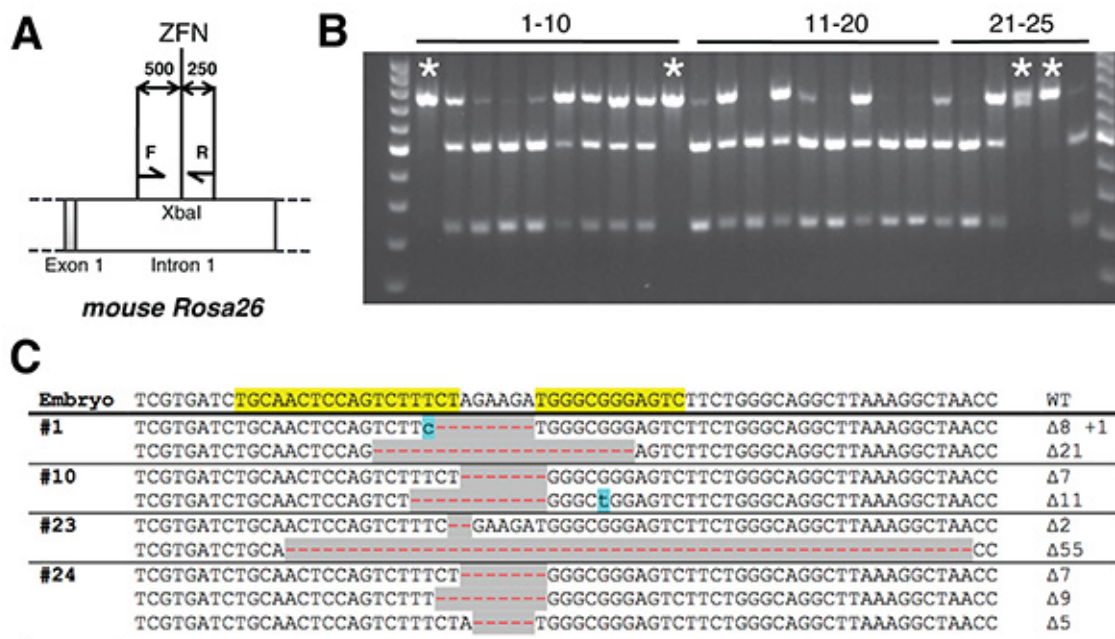 A
ZFN
500 250
F R
XbaI
Exon 1 Intron 1
mouse Rosa26
B
1-10 11-20 21-25
* * * *
C
Embryo TCGTGATCTGCAACTCCAGTCTTTCTAGAAGATGGGCGGGAGTCTTCTGGGCAGGCTTAAAGGCTAACC WT
#1 TCGTGATCTGCAACTCCAGTCTTc--------TGGGCGGGAGTCTTCTGGGCAGGCTTAAAGGCTAACC Δ8 +1
TCGTGATCTGCAACTCCAG---------------------AGTCTTCTGGGCAGGCTTAAAGGCTAACC Δ21
#10 TCGTGATCTGCAACTCCAGTCTTTCT-------GGGCGGGAGTCTTCTGGGCAGGCTTAAAGGCTAACC Δ7
TCGTGATCTGCAACTCCAGTCT-----------GGGCtGGAGTCTTCTGGGCAGGCTTAAAGGCTAACC Δ11
#23 TCGTGATCTGCAACTCCAGTCTTTC--GAAGATGGGCGGGAGTCTTCTGGGCAGGCTTAAAGGCTAACC Δ2
TCGTGATCTGCA-------------------------------------------------------CC Δ55
#24 TCGTGATCTGCAACTCCAGTCTTTCT-------GGGCGGGAGTCTTCTGGGCAGGCTTAAAGGCTAACC Δ7
TCGTGATCTGCAACTCCAGTCTTT---------GGGCGGGAGTCTTCTGGGCAGGCTTAAAGGCTAACC Δ9
TCGTGATCTGCAACTCCAGTCTTTCTA-----TGGGCGGGAGTCTTCTGGGCAGGCTTAAAGGCTAACC Δ5